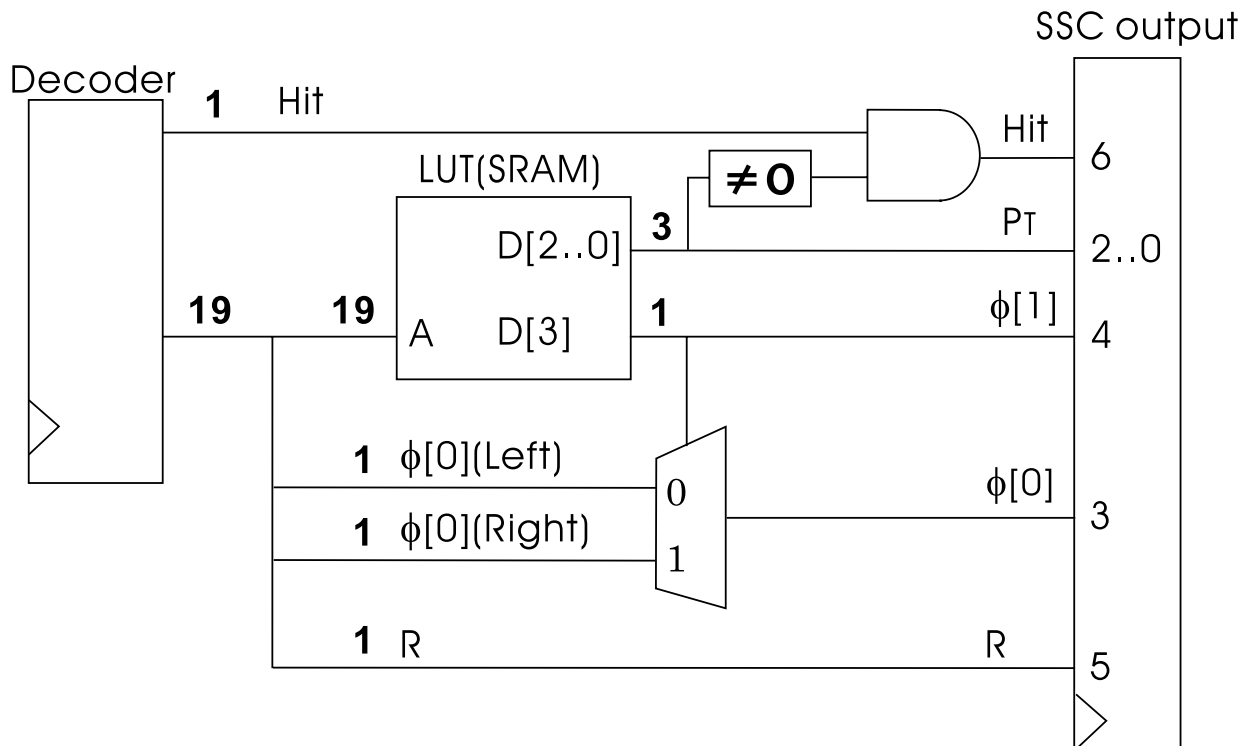 SSC output
Decoder
1 Hit
Hit
6
LUT(SRAM)
≠0
3
PT
D[2..0]
2..0
19
19
1
ϕ[1]
A
D[3]
4
1 ϕ[0](Left)
0
ϕ[0]
1 ϕ[0](Right)
3
1
1 R
R
5